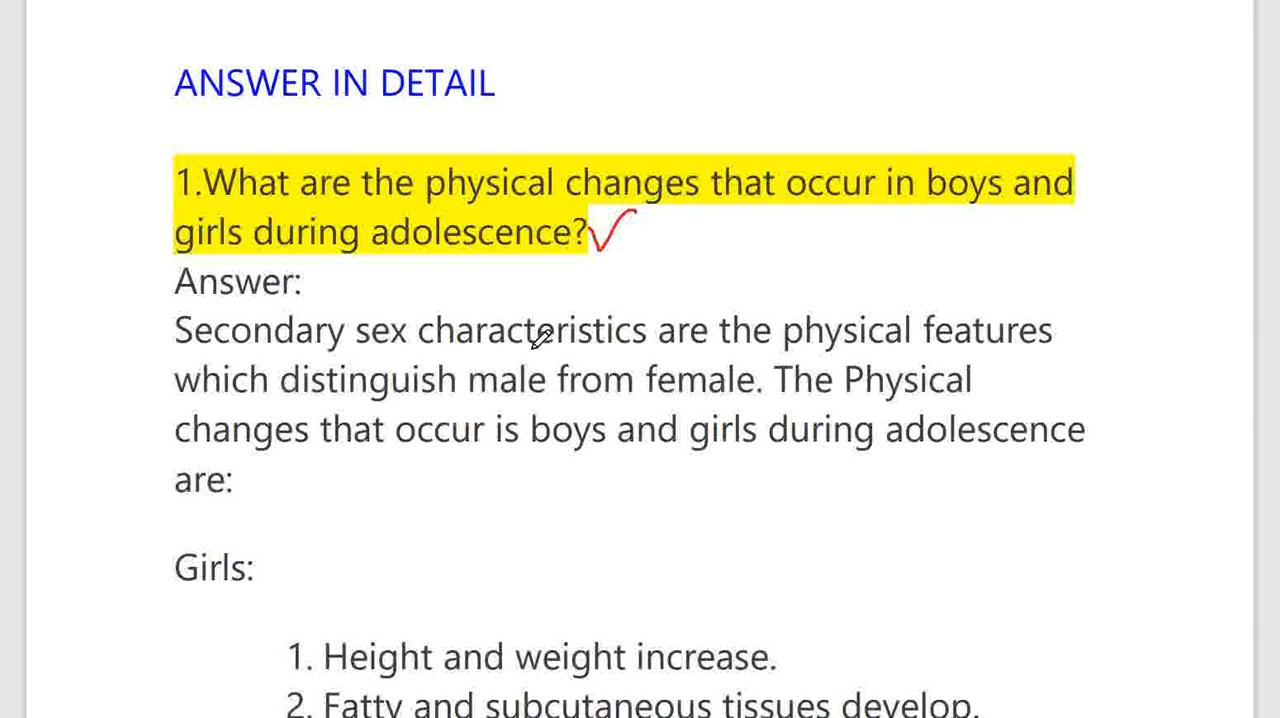 ANSWER IN DETAIL
1.What are the physical changes that occur in boys and
girls during adolescence?
Answer:
Secondary sex characteristics are the physical features
which distinguish male from female. The Physical
changes that occur is boys and girls during adolescence
are:
Girls:
1. Height and weight increase.
2. Fatty and subcutaneous tissues develop.